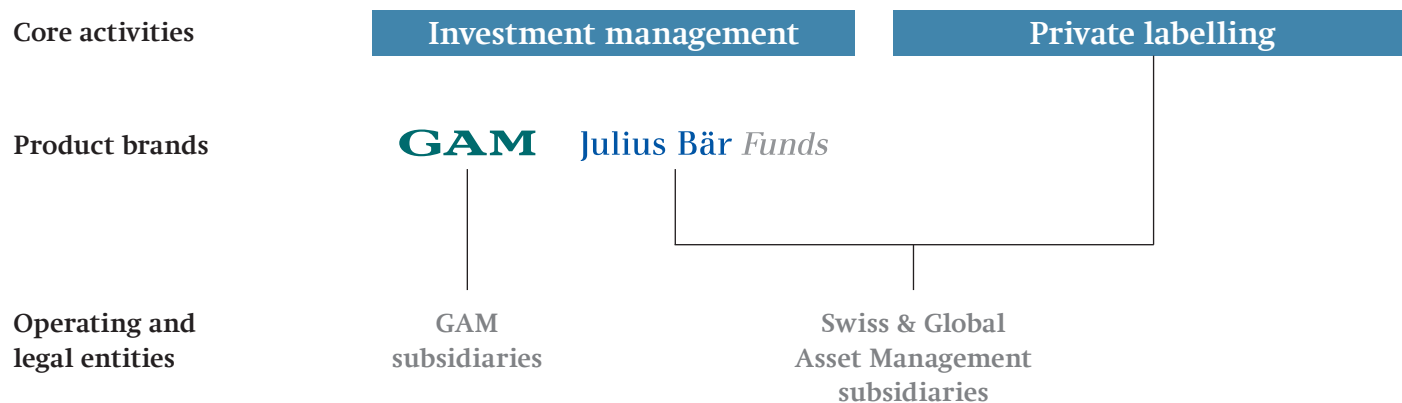 Core activities
Investment management
Private labelling
Product brands
GAM
Julius Bär Funds
Operating and
legal entities
GAM
subsidiaries
Swiss & Global
Asset Management
subsidiaries